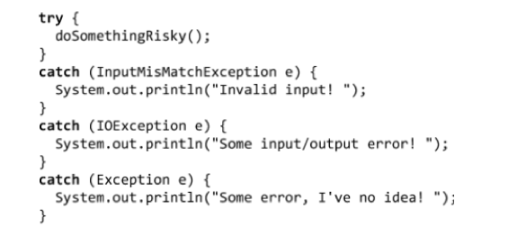 try {
  doSomethingRisky();
}
catch (InputMisMatchException e) {
  System.out.println("Invalid input! ");
}
catch (IOException e) {
  System.out.println("Some input/output error! ");
}
catch (Exception e) {
  System.out.println("Some error, I've no idea! ");
}